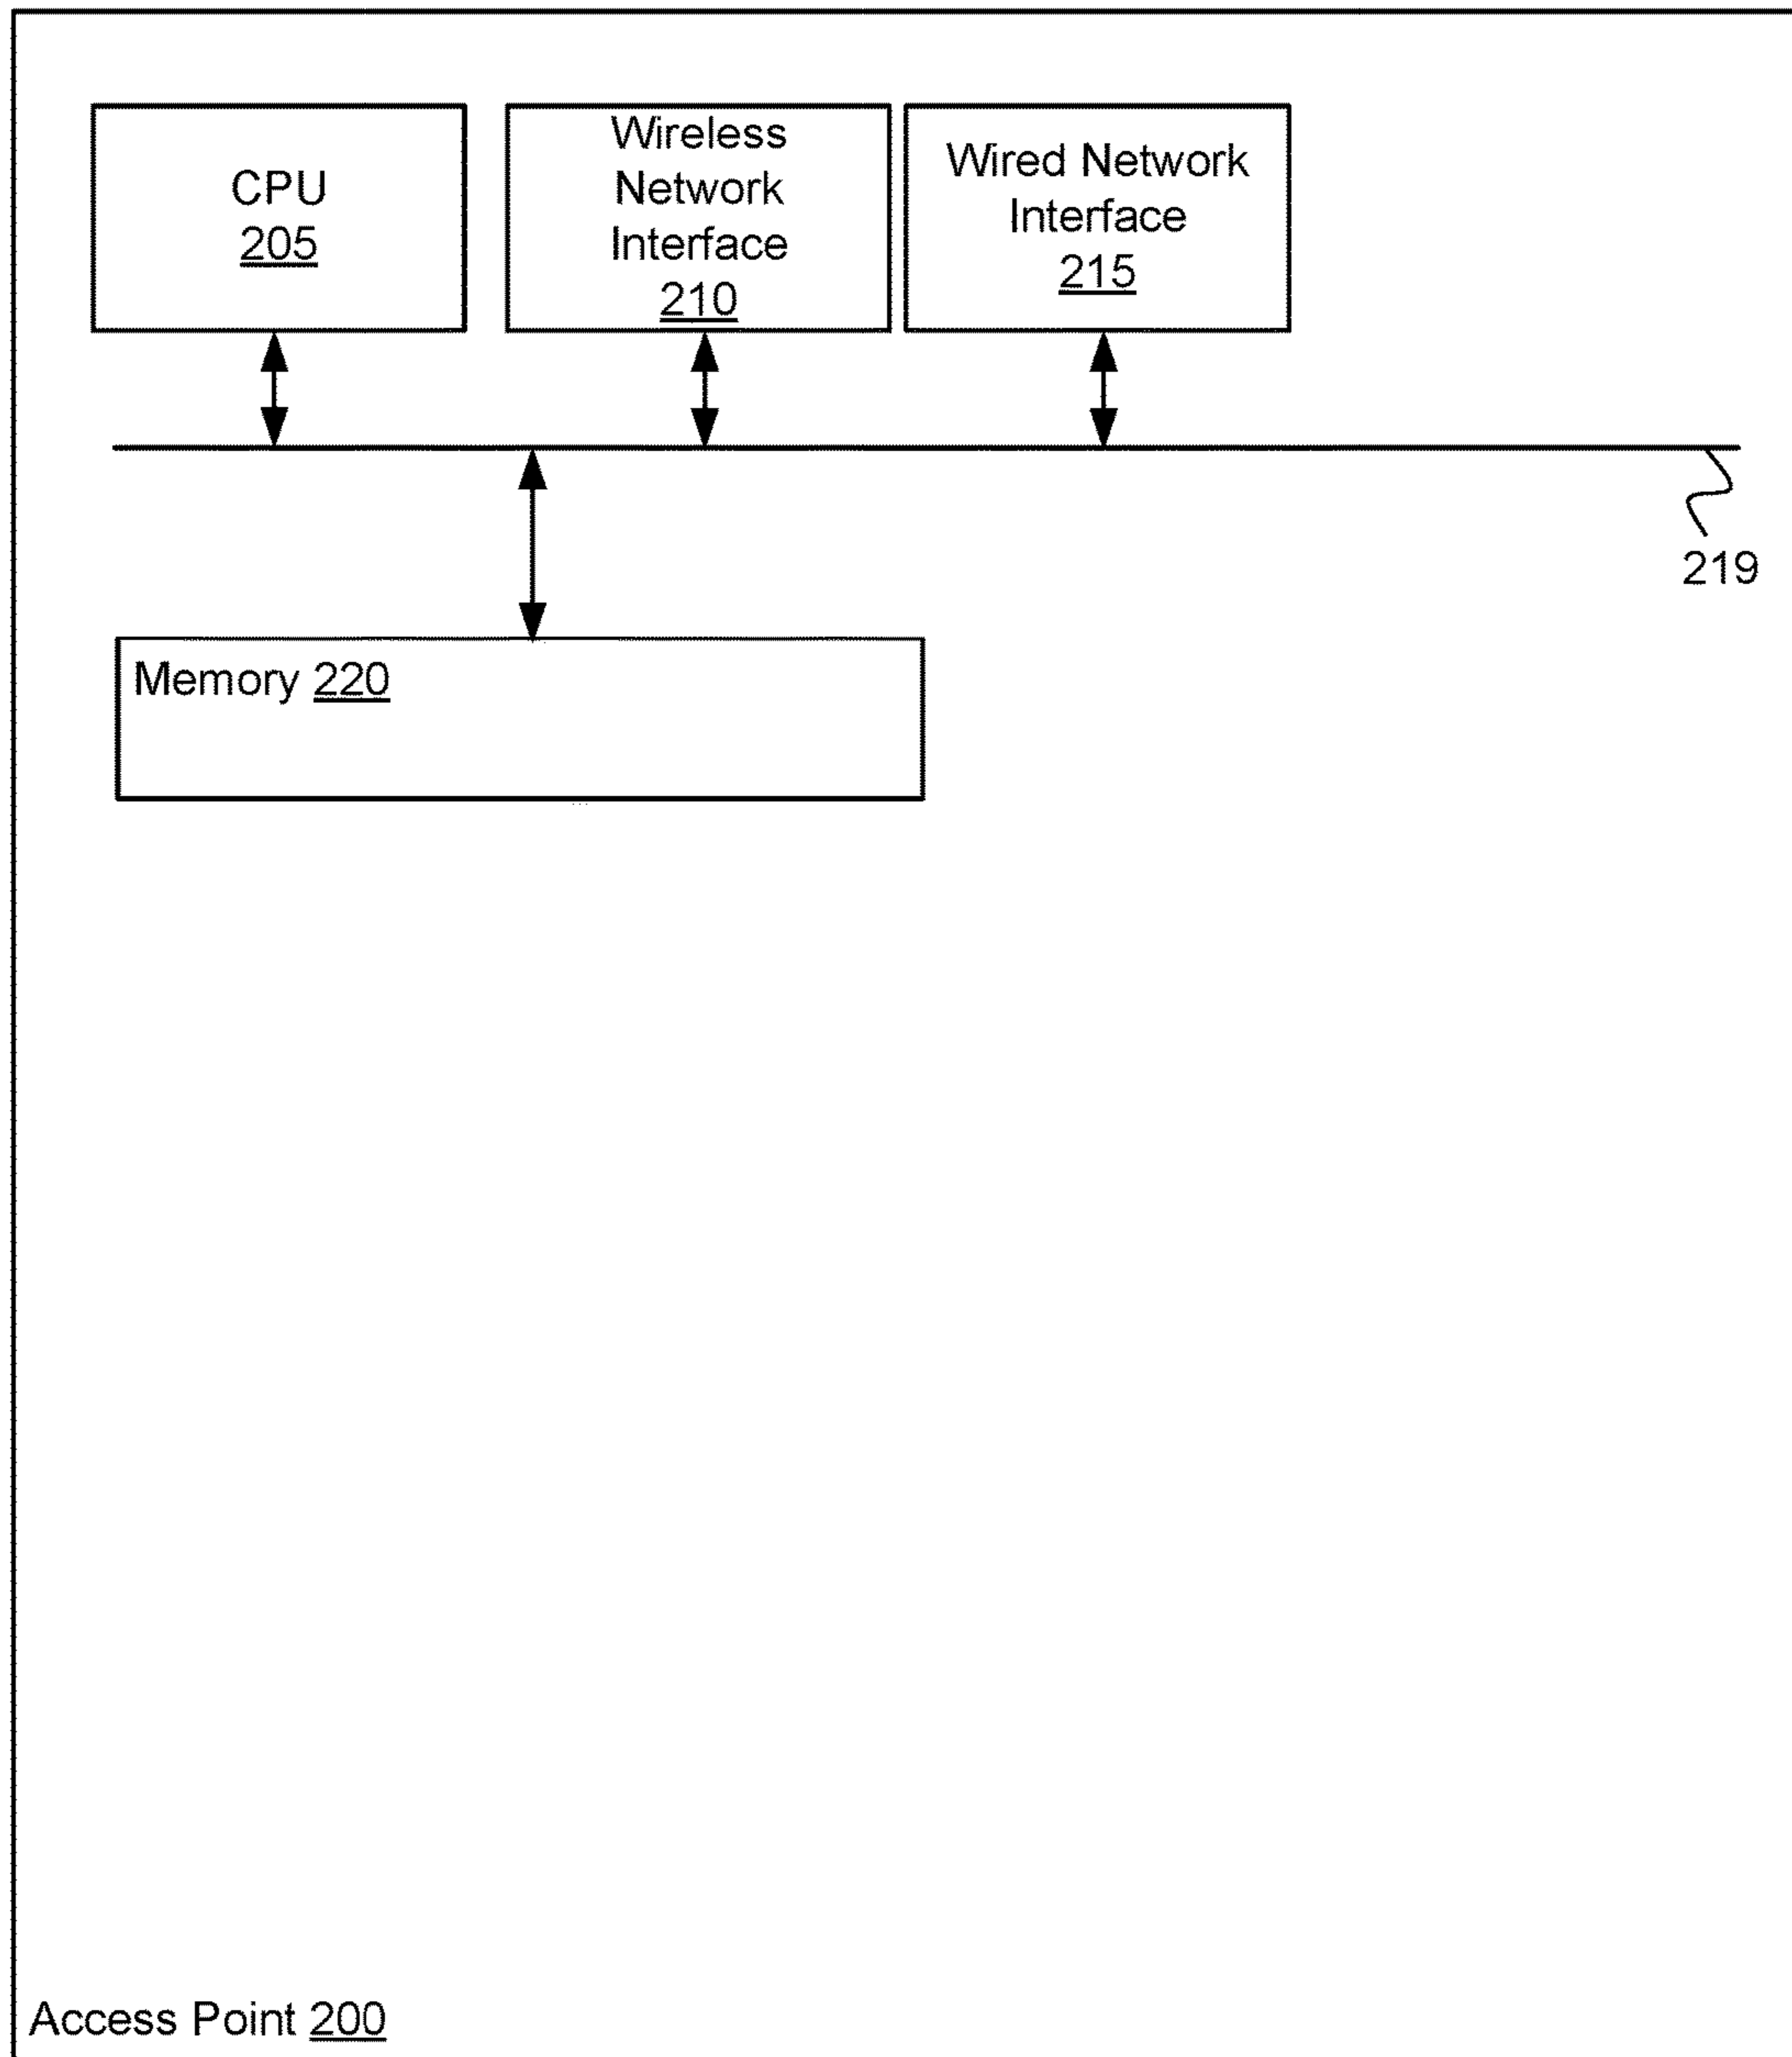 CPU
205
Wireless
Network
Interface
210
Wired Network
Interface
215
219
Memory 220
Access Point 200